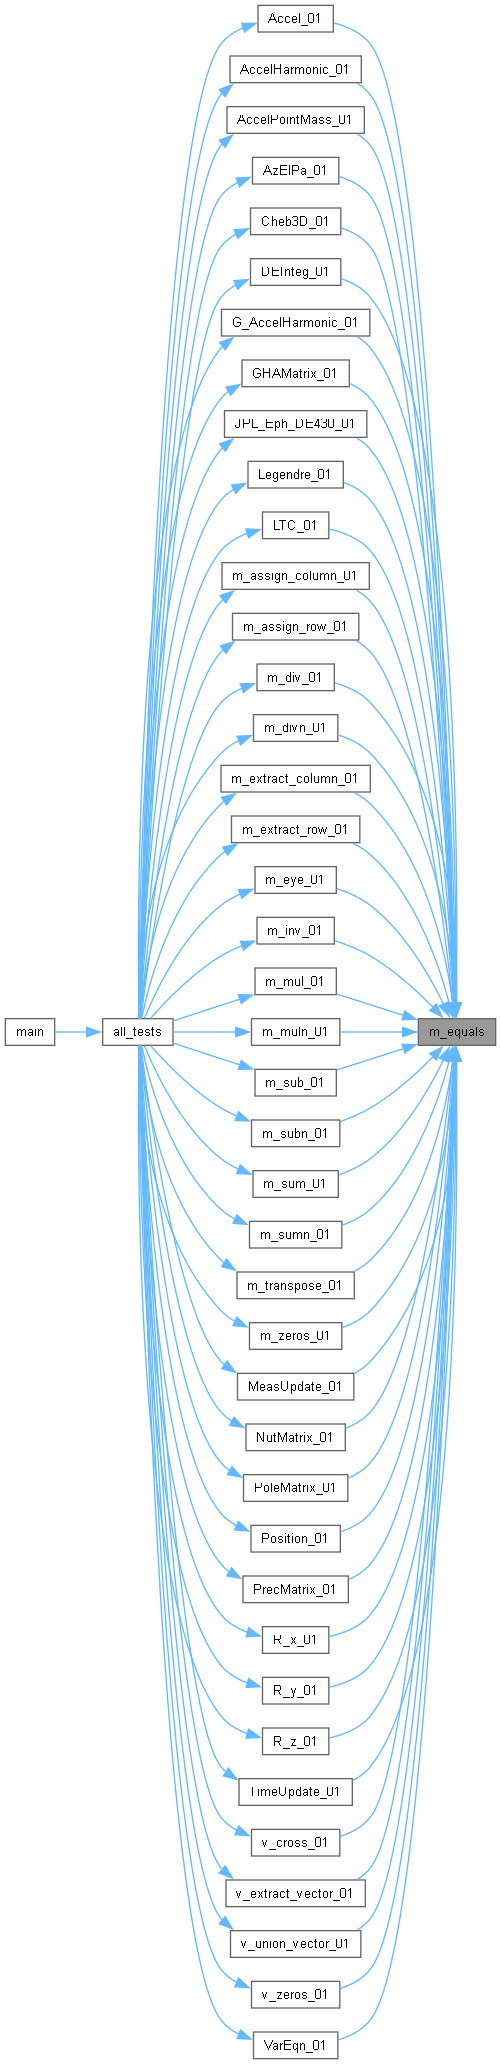 Accel_01
AccelHarmonic_01
AccelPointMass_01
AzElPa_01
Cheb3D_01
DEInteg_01
G_AccelHarmonic_01
GHAMatrix_01
JPL_Eph_DE430_01
Legendre_01
LTC_01
m_assign_column_01
m_assign_row_01
m_div_01
m_divn_01
m_extract_column_01
m_extract_row_01
m_eye_01
m_inv_01
m_mul_01
main
all_tests
m_muln_01
m_equals
m_sub_01
m_subn_01
m_sum_01
m_sumn_01
m_transpose_01
m_zeros_01
MeasUpdate_01
NutMatrix_01
PoleMatrix_01
Position_01
PrecMatrix_01
R_x_01
R_y_01
R_z_01
TimeUpdate_01
v_cross_01
v_extract_vector_01
v_union_vector_01
v_zeros_01
VarEqn_01